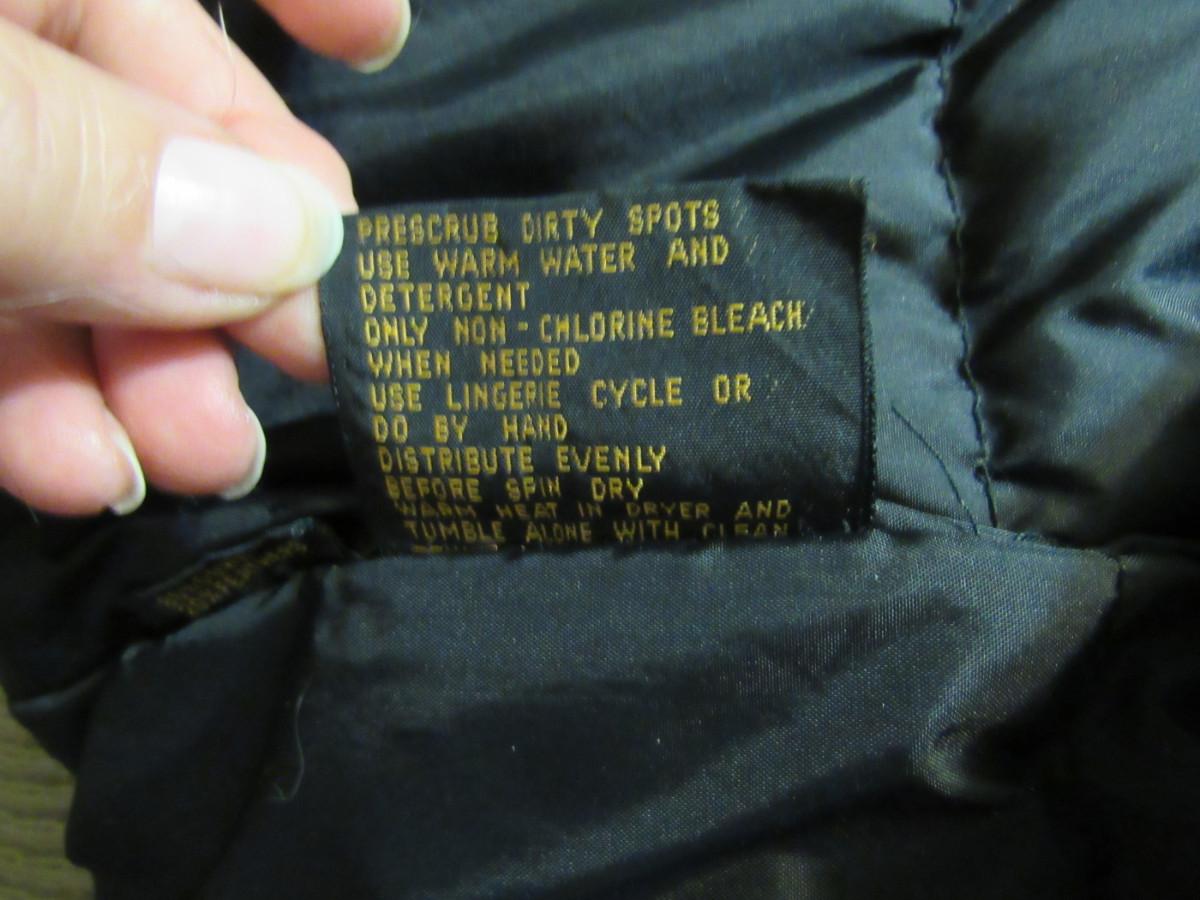 PRESCRUB DIRTY SPOTS
USE WARM WATER AND
DETERGENT
ONLY NON-CHLORINE BLEACH
WHEN NEEDED
USE LINGERIE CYCLE OR
DO BY HAND
DISTRIBUTE EVENLY
BEFORE SPIN DRY
WARM HEAT IN DRYER AND
TUMBLE ALONE WITH CLEAN